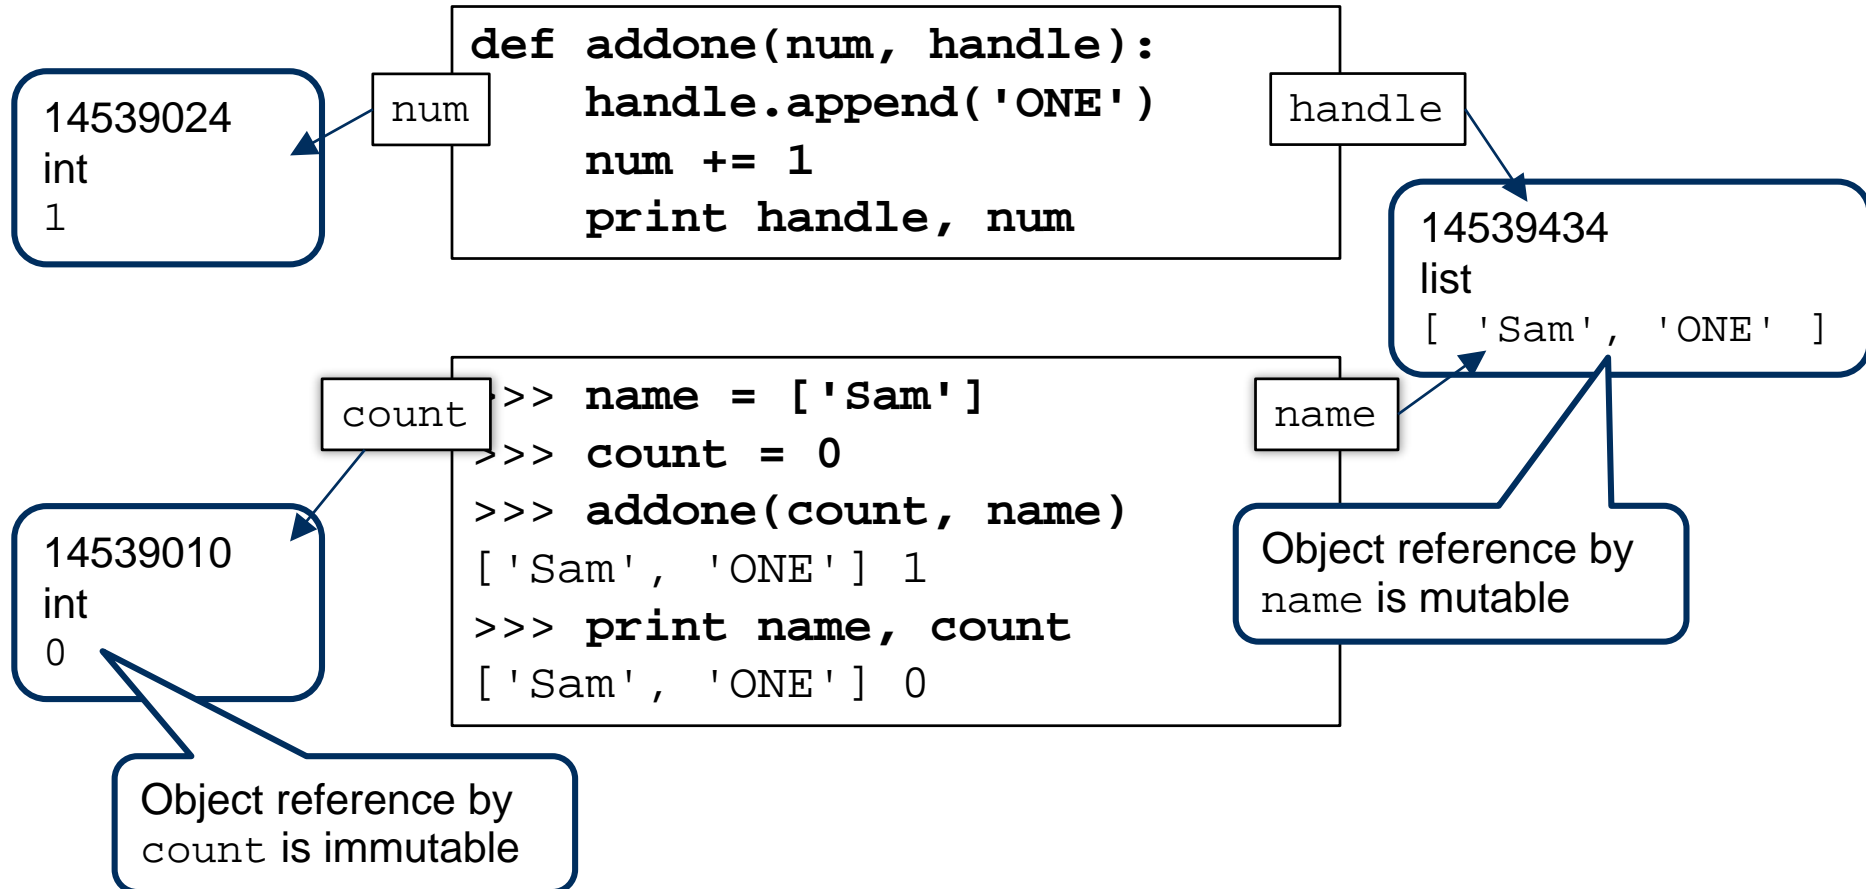 def addone(num, handle):
handle.append('ONE')
num += 1
print handle, num
num
handle
14539024
int
1
14539434
list
[ 'Sam', 'ONE' ]
>> name = ['Sam']
>>> count = 0
>>> addone(count, name)
['Sam', 'ONE'] 1
>>> print name, count
['Sam', 'ONE'] 0
count
name
14539010
int
0
Object reference by
name is mutable
Object reference by
count is immutable